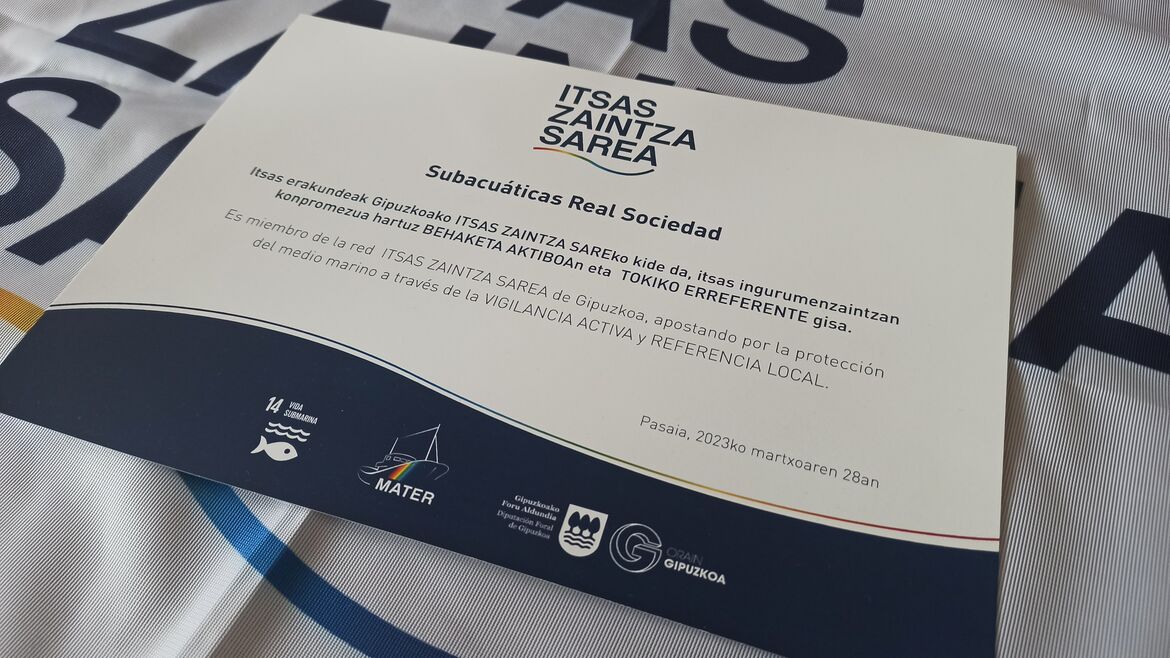 ITSAS
ZAINTZA
SAREA
Subacuáticas Real Sociedad
Itsas erakundeak Gipuzkoako ITSAS ZAINTZA SAREko kide da, itsas ingurumenzaintzan
konpromezua hartuz BEHAKETA AKTIBOAn eta TOKIKO ERREFERENTE gisa.
Es miembro de la red ITSAS ZAINTZA SAREA de Gipuzkoa, apostando por la protección
del medio marino a través de la VIGILANCIA ACTIVA y REFERENCIA LOCAL.
Pasaia, 2023ko martxoaren 28an
14 VIDA
SUBMARINA
MATER
Gipuzkoako
Foru Aldundia
Diputación Foral
de Gipuzkoa
ORAIN
GIPUZKOA